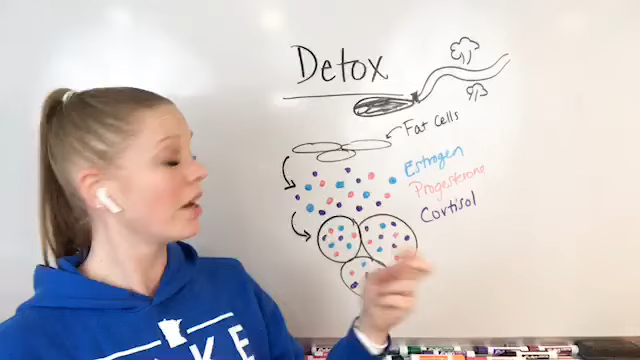 Detox
Fat cells
Estrogen
Progesterone
Cortisol